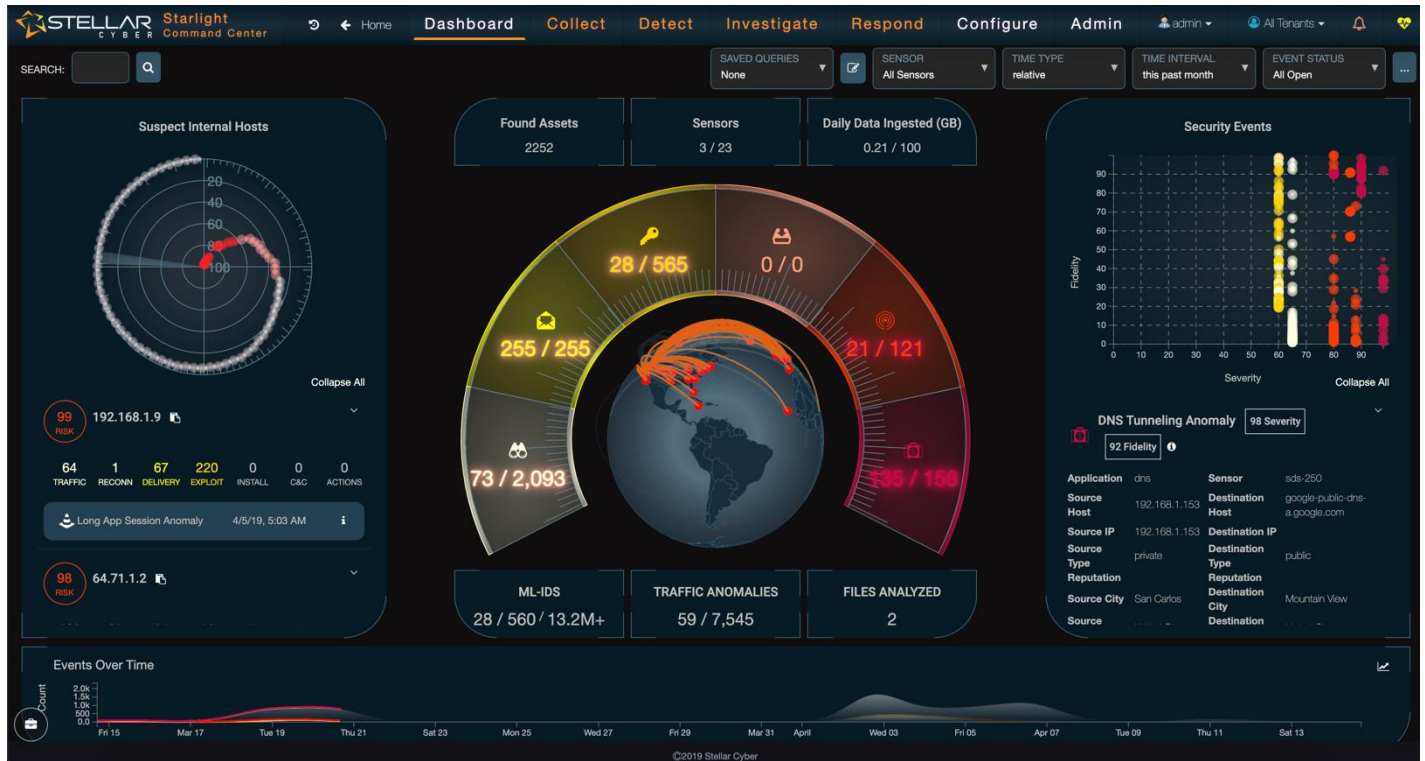 STELLAR CYBER Starlight Command Center Home Dashboard Collect Detect Investigate Respond Configure Admin admin All Tenants
SEARCH:
SAVED QUERIES
None
SENSOR
All Sensors
TIME TYPE
relative
TIME INTERVAL
this past month
EVENT STATUS
All Open
...
Suspect Internal Hosts
20
40
60
80
100
Collapse All
99
RISK
192.168.1.9
64 1 67 220 0 0 0
TRAFFIC RECONN DELIVERY EXPLOIT INSTALL C&C ACTIONS
Long App Session Anomaly 4/5/19, 5:03 AM i
98
RISK
64.71.1.2
Found Assets
2252
Sensors
3 / 23
Daily Data Ingested (GB)
0.21 / 100
73 / 2,093
255 / 255
28 / 565
0 / 0
21 / 121
135 / 158
ML-IDS
28 / 560 / 13.2M+
TRAFFIC ANOMALIES
59 / 7,545
FILES ANALYZED
2
Security Events
Fidelity
90
80
70
60
50
40
30
20
10
0
0 10 20 30 40 50 60 70 80 90
Severity
Collapse All
DNS Tunneling Anomaly 98 Severity
92 Fidelity
Application dns Sensor sds-250
Source Host 192.168.1.153 Destination Host google-public-dns-a.google.com
Source IP 192.168.1.153 Destination IP
Source Type private Destination Type public
Reputation Reputation
Source City San Carlos Destination City Mountain View
Source Destination
Events Over Time
Count
2.0k
1.5k
1.0k
500
0.0
Fri 15 Mar 17 Tue 19 Thu 21 Sat 23 Mon 25 Wed 27 Fri 29 Mar 31 April Wed 03 Fri 05 Apr 07 Tue 09 Thu 11 Sat 13
©2019 Stellar Cyber